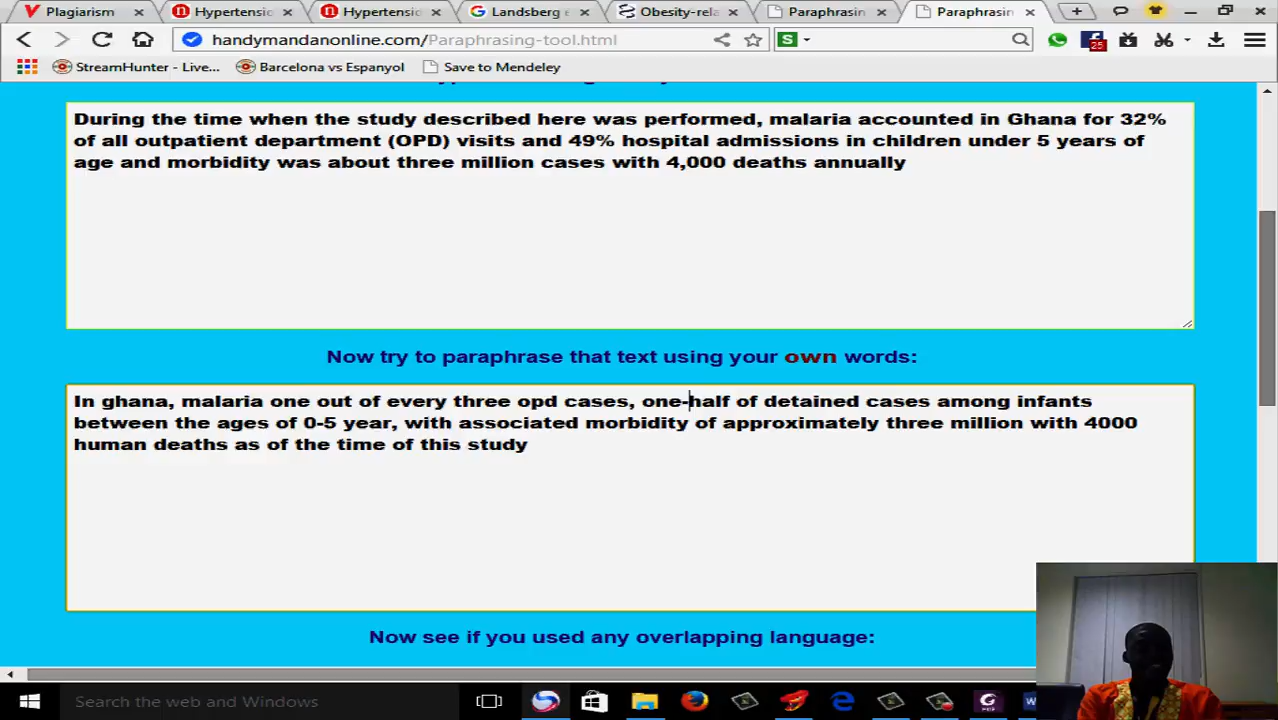 Plagiarism
Hypertensi
Hypertensi
Landsberg e
Obesity-rela
Paraphrasin
Paraphrasin
handymandanonline.com/Paraphrasing-tool.html
S
25
StreamHunter - Live...
Barcelona vs Espanyol
Save to Mendeley
During the time when the study described here was performed, malaria accounted in Ghana for 32%
of all outpatient department (OPD) visits and 49% hospital admissions in children under 5 years of
age and morbidity was about three million cases with 4,000 deaths annually
Now try to paraphrase that text using your own words:
In ghana, malaria one out of every three opd cases, one-half of detained cases among infants
between the ages of 0-5 year, with associated morbidity of approximately three million with 4000
human deaths as of the time of this study
Now see if you used any overlapping language:
Search the web and Windows